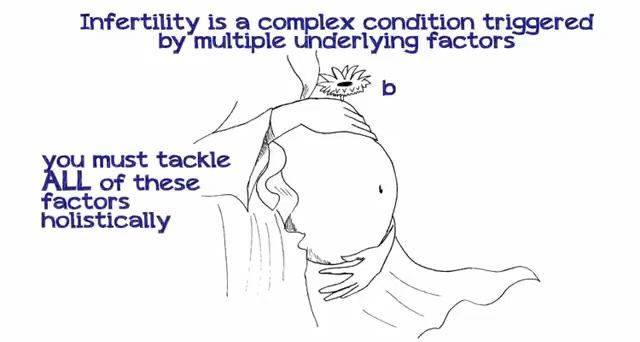 Infertility is a complex condition triggered
by multiple underlying factors
b
you must tackle
ALL of these
factors
holistically